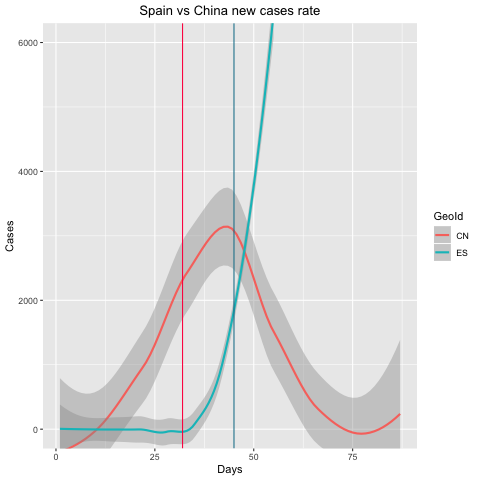 Spain vs China new cases rate
6000
4000
2000
0
Cases
0 25 50 75
Days
GeoId
CN
ES